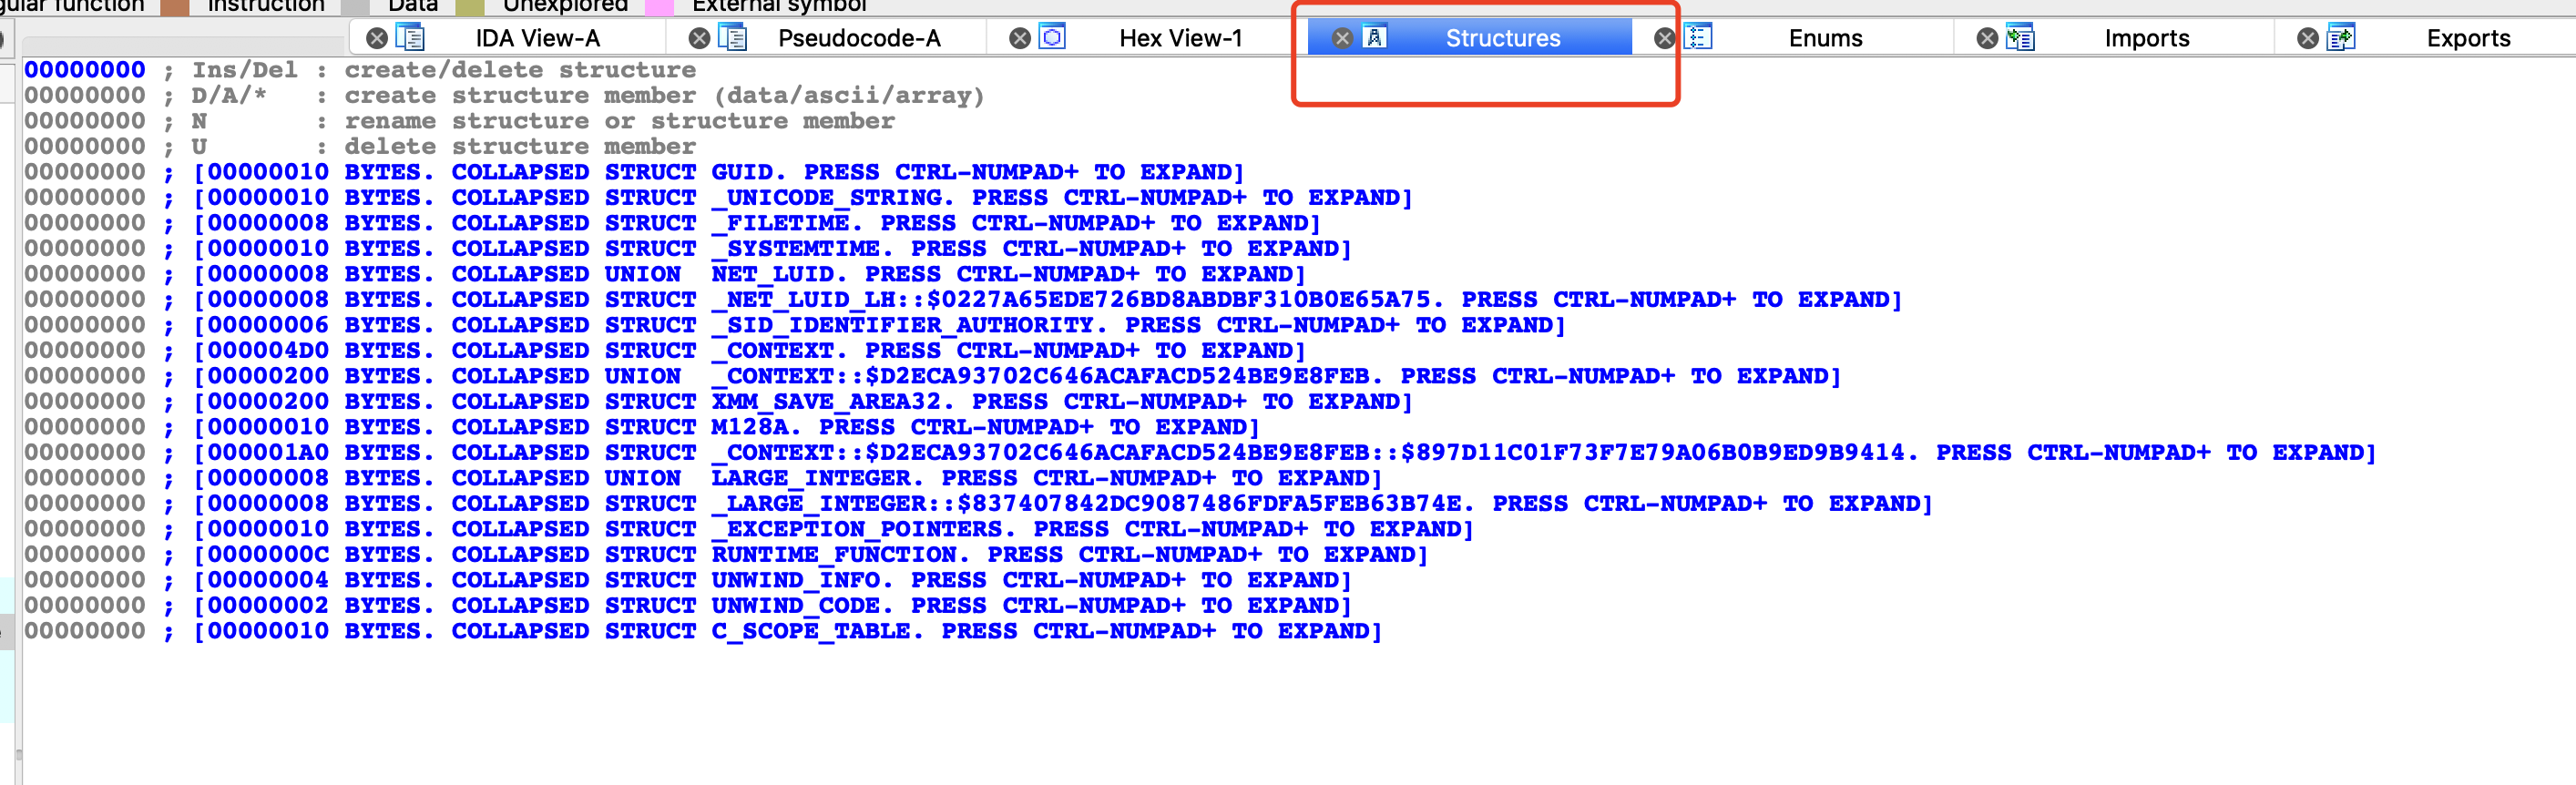 gular function Instruction Data Unexplored External symbol
IDA View-A Pseudocode-A Hex View-1 Structures Enums Imports Exports
00000000 ; Ins/Del : create/delete structure
00000000 ; D/A/*   : create structure member (data/ascii/array)
00000000 ; N       : rename structure or structure member
00000000 ; U       : delete structure member
00000000 ; [00000010 BYTES. COLLAPSED STRUCT GUID. PRESS CTRL-NUMPAD+ TO EXPAND]
00000000 ; [00000010 BYTES. COLLAPSED STRUCT _UNICODE_STRING. PRESS CTRL-NUMPAD+ TO EXPAND]
00000000 ; [00000008 BYTES. COLLAPSED STRUCT _FILETIME. PRESS CTRL-NUMPAD+ TO EXPAND]
00000000 ; [00000010 BYTES. COLLAPSED STRUCT _SYSTEMTIME. PRESS CTRL-NUMPAD+ TO EXPAND]
00000000 ; [00000008 BYTES. COLLAPSED UNION  NET_LUID. PRESS CTRL-NUMPAD+ TO EXPAND]
00000000 ; [00000008 BYTES. COLLAPSED STRUCT _NET_LUID_LH::$0227A65EDE726BD8ABDBF310B0E65A75. PRESS CTRL-NUMPAD+ TO EXPAND]
00000000 ; [00000006 BYTES. COLLAPSED STRUCT _SID_IDENTIFIER_AUTHORITY. PRESS CTRL-NUMPAD+ TO EXPAND]
00000000 ; [000004D0 BYTES. COLLAPSED STRUCT _CONTEXT. PRESS CTRL-NUMPAD+ TO EXPAND]
00000000 ; [00000200 BYTES. COLLAPSED UNION  _CONTEXT::$D2ECA93702C646ACAFACD524BE9E8FEB. PRESS CTRL-NUMPAD+ TO EXPAND]
00000000 ; [00000200 BYTES. COLLAPSED STRUCT XMM_SAVE_AREA32. PRESS CTRL-NUMPAD+ TO EXPAND]
00000000 ; [00000010 BYTES. COLLAPSED STRUCT M128A. PRESS CTRL-NUMPAD+ TO EXPAND]
00000000 ; [000001A0 BYTES. COLLAPSED STRUCT _CONTEXT::$D2ECA93702C646ACAFACD524BE9E8FEB::$897D11C01F73F7E79A06B0B9ED9B9414. PRESS CTRL-NUMPAD+ TO EXPAND]
00000000 ; [00000008 BYTES. COLLAPSED UNION  LARGE_INTEGER. PRESS CTRL-NUMPAD+ TO EXPAND]
00000000 ; [00000008 BYTES. COLLAPSED STRUCT _LARGE_INTEGER::$837407842DC9087486FDFA5FEB63B74E. PRESS CTRL-NUMPAD+ TO EXPAND]
00000000 ; [00000010 BYTES. COLLAPSED STRUCT _EXCEPTION_POINTERS. PRESS CTRL-NUMPAD+ TO EXPAND]
00000000 ; [0000000C BYTES. COLLAPSED STRUCT RUNTIME_FUNCTION. PRESS CTRL-NUMPAD+ TO EXPAND]
00000000 ; [00000004 BYTES. COLLAPSED STRUCT UNWIND_INFO. PRESS CTRL-NUMPAD+ TO EXPAND]
00000000 ; [00000002 BYTES. COLLAPSED STRUCT UNWIND_CODE. PRESS CTRL-NUMPAD+ TO EXPAND]
00000000 ; [00000010 BYTES. COLLAPSED STRUCT C_SCOPE_TABLE. PRESS CTRL-NUMPAD+ TO EXPAND]